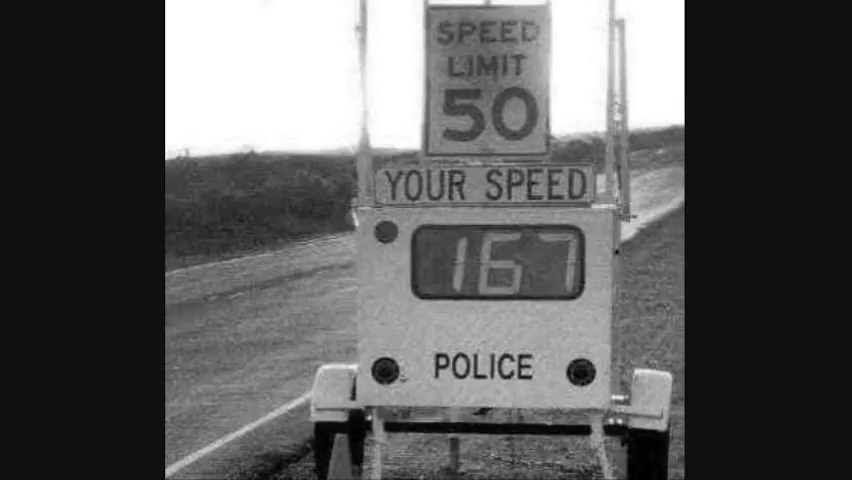 SPEED
LIMIT
50
YOUR SPEED
167
POLICE